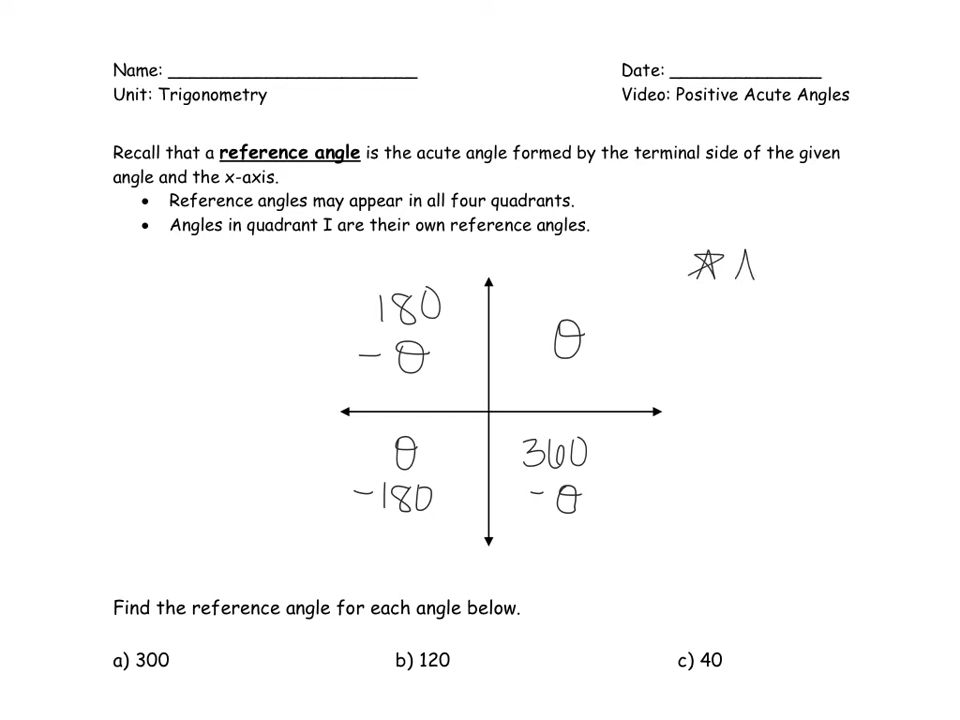 Name: _______________________ Date: ______________
Unit: Trigonometry Video: Positive Acute Angles
Recall that a reference angle is the acute angle formed by the terminal side of the given
angle and the x-axis.
• Reference angles may appear in all four quadrants.
• Angles in quadrant I are their own reference angles.
180
- θ
θ
θ
-180
360
- θ
Find the reference angle for each angle below.
a) 300 b) 120 c) 40